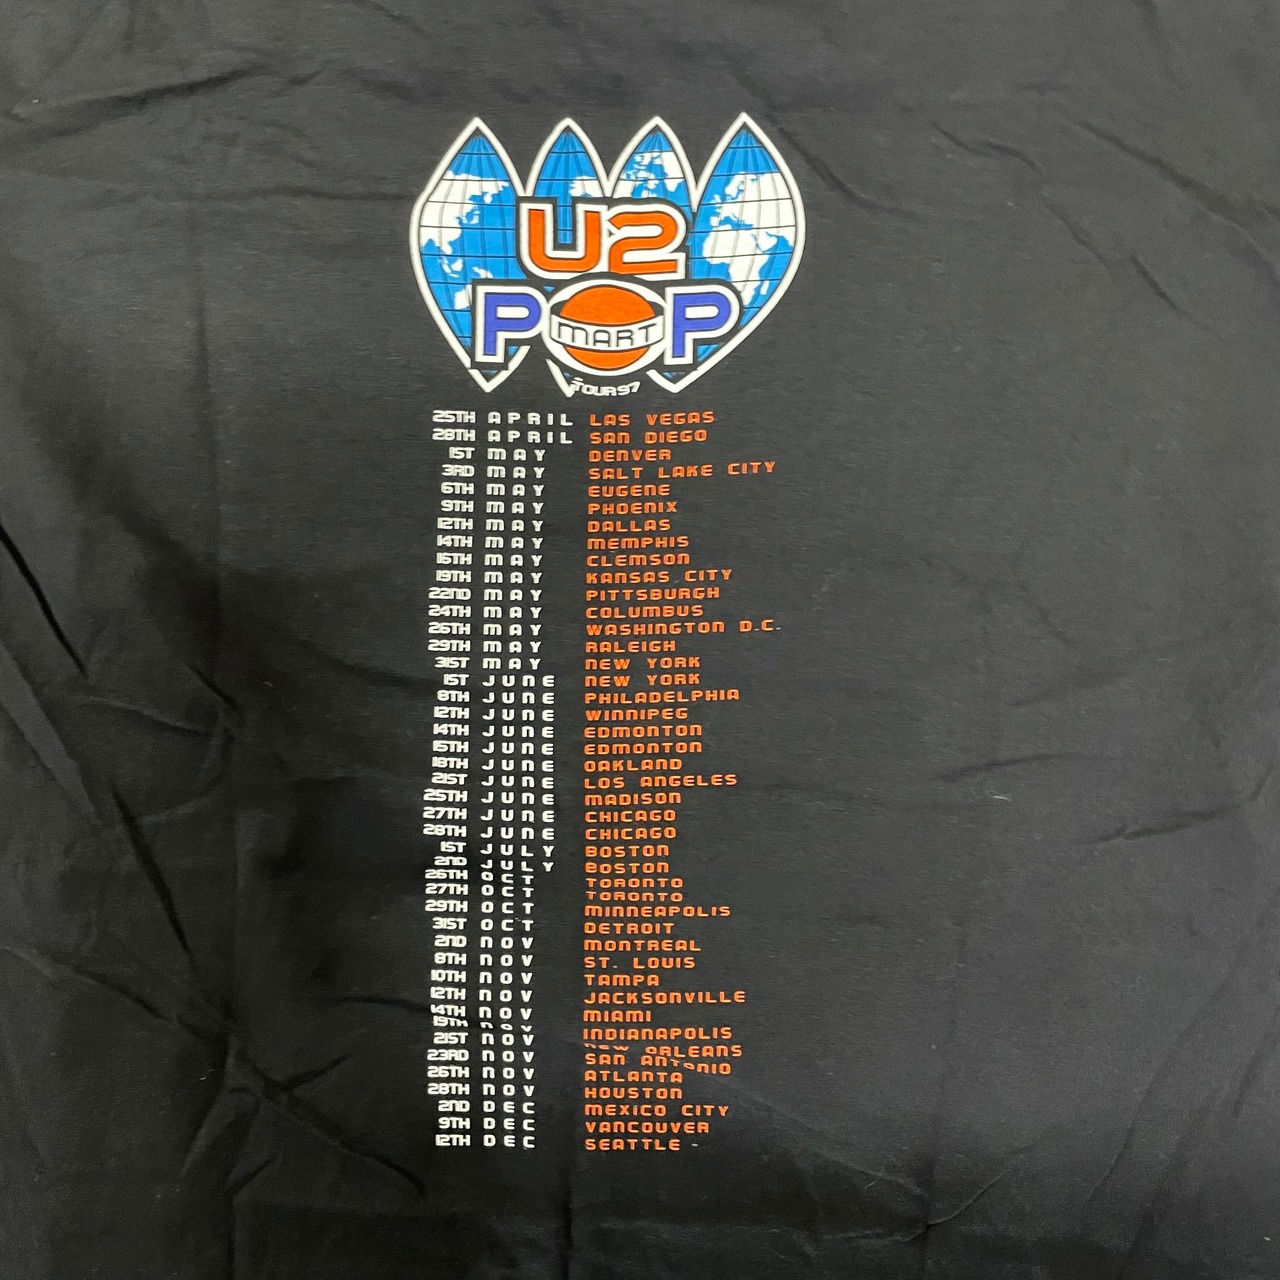 U2
POP
MART
TOUR97
25TH APRIL LAS VEGAS
28TH APRIL SAN DIEGO
1ST MAY DENVER
3RD MAY SALT LAKE CITY
6TH MAY EUGENE
9TH MAY PHOENIX
12TH MAY DALLAS
14TH MAY MEMPHIS
16TH MAY CLEMSON
19TH MAY KANSAS CITY
22ND MAY PITTSBURGH
24TH MAY COLUMBUS
26TH MAY WASHINGTON D.C.
29TH MAY RALEIGH
31ST MAY NEW YORK
1ST JUNE NEW YORK
8TH JUNE PHILADELPHIA
12TH JUNE WINNIPEG
14TH JUNE EDMONTON
15TH JUNE EDMONTON
18TH JUNE OAKLAND
21ST JUNE LOS ANGELES
25TH JUNE MADISON
27TH JUNE CHICAGO
28TH JUNE CHICAGO
1ST JULY BOSTON
2ND JULY BOSTON
26TH OCT TORONTO
27TH OCT TORONTO
29TH OCT MINNEAPOLIS
31ST OCT DETROIT
2ND NOV MONTREAL
8TH NOV ST. LOUIS
10TH NOV TAMPA
12TH NOV JACKSONVILLE
14TH NOV MIAMI
19TH NOV INDIANAPOLIS
21ST NOV NEW ORLEANS
23RD NOV SAN ANTONIO
26TH NOV ATLANTA
28TH NOV HOUSTON
2ND DEC MEXICO CITY
9TH DEC VANCOUVER
12TH DEC SEATTLE